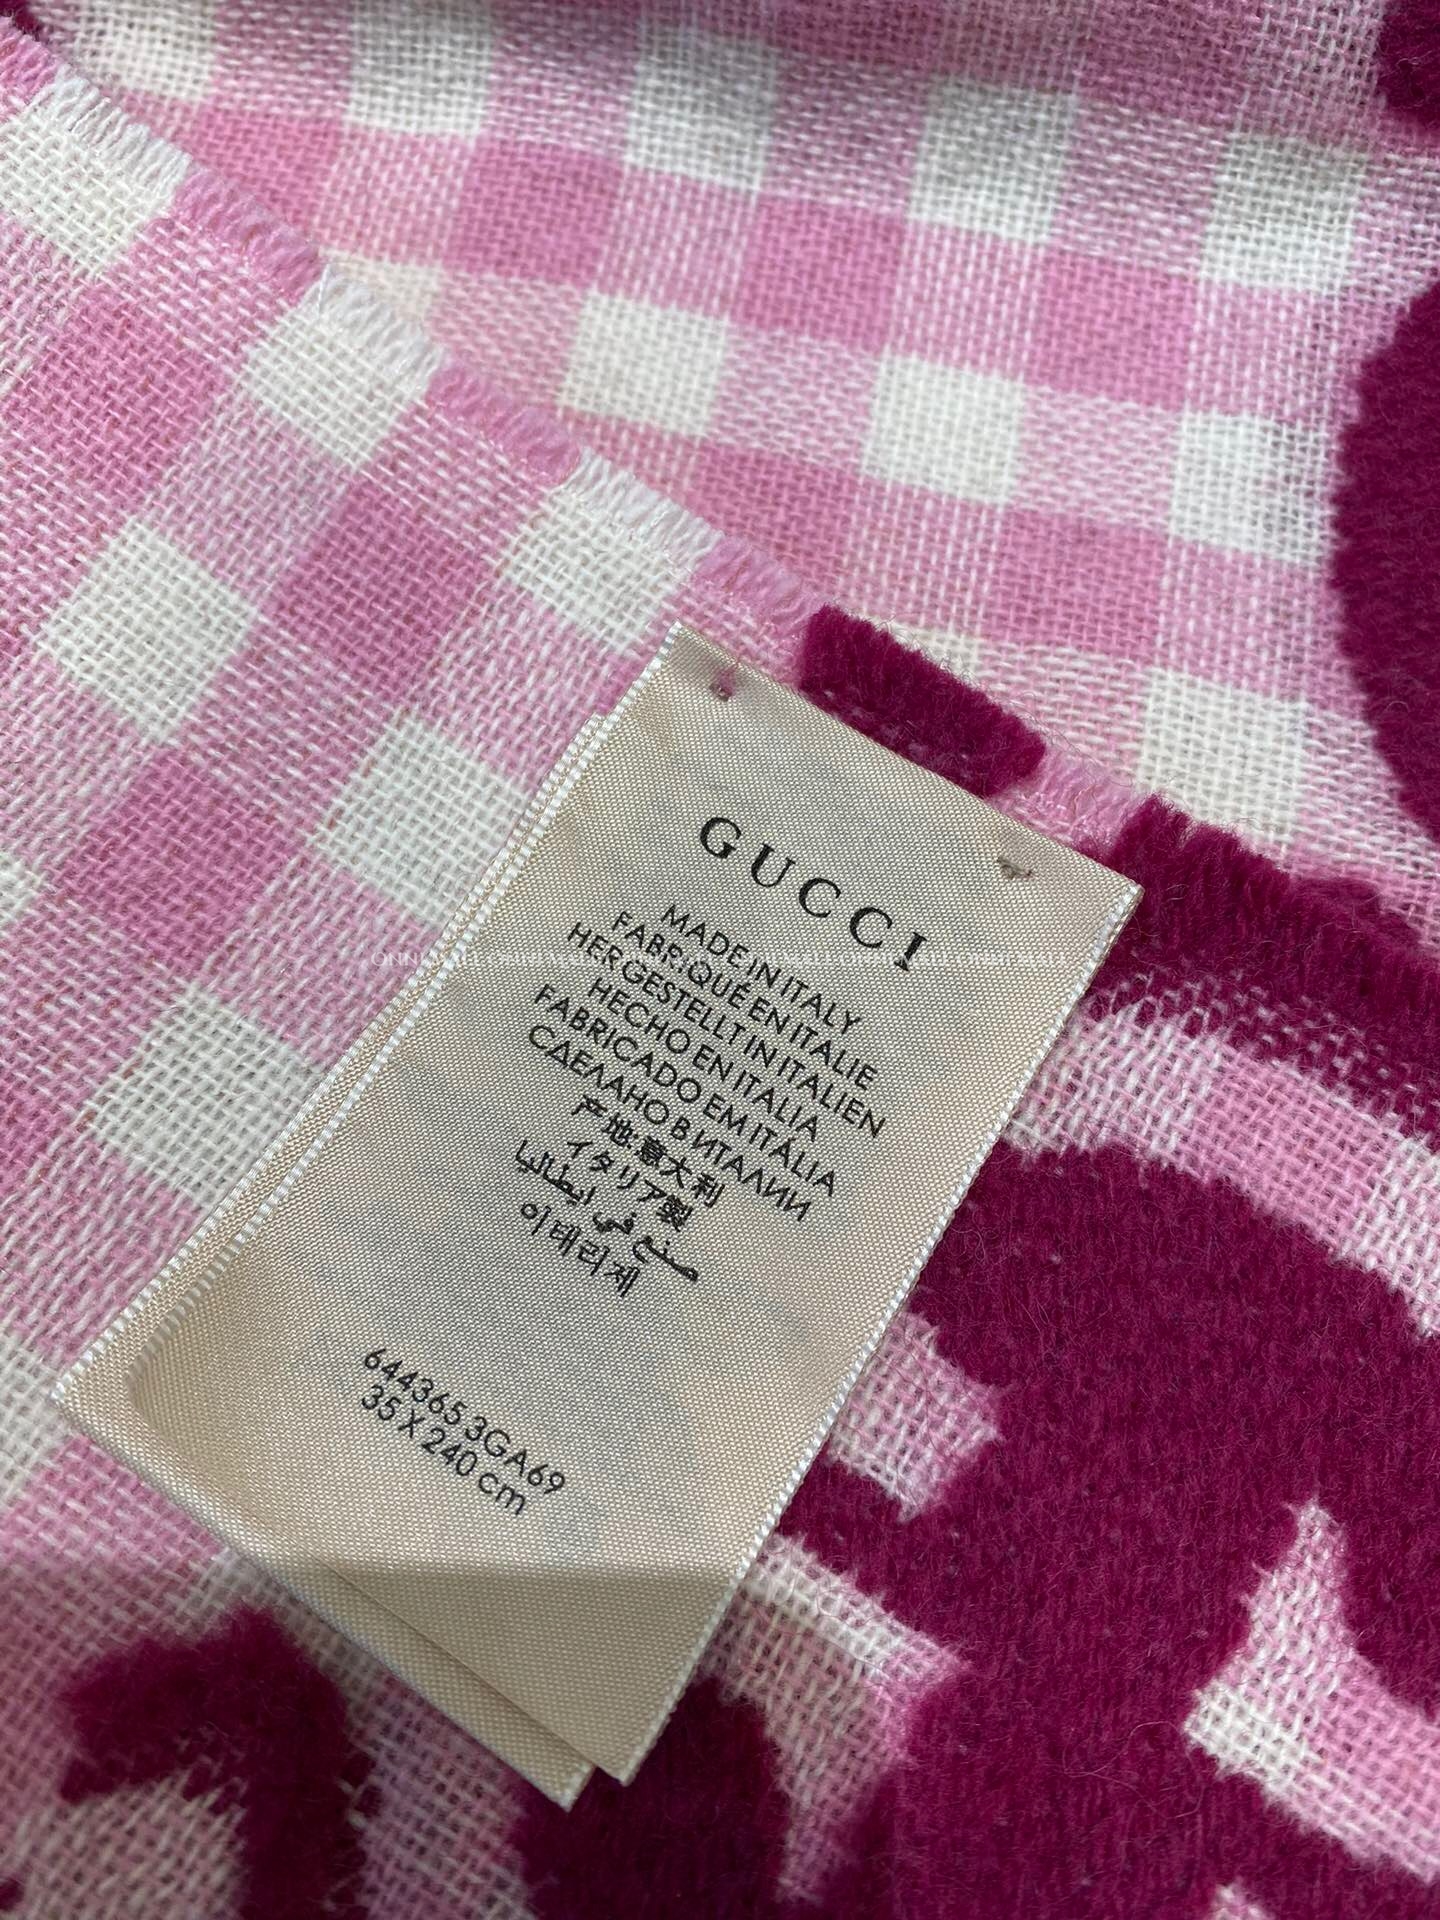 GUCCI
MADE IN ITALY
FABRIQUÉ EN ITALIE
HERGESTELLT IN ITALIEN
HECHO EN ITALIA
FABRICADO EM ITÁLIA
СДЕЛАНО В ИТАЛИИ
产地:意大利
イタリア製
صنع في ايطاليا
이태리제
644365 3GA69
35 X 240 cm